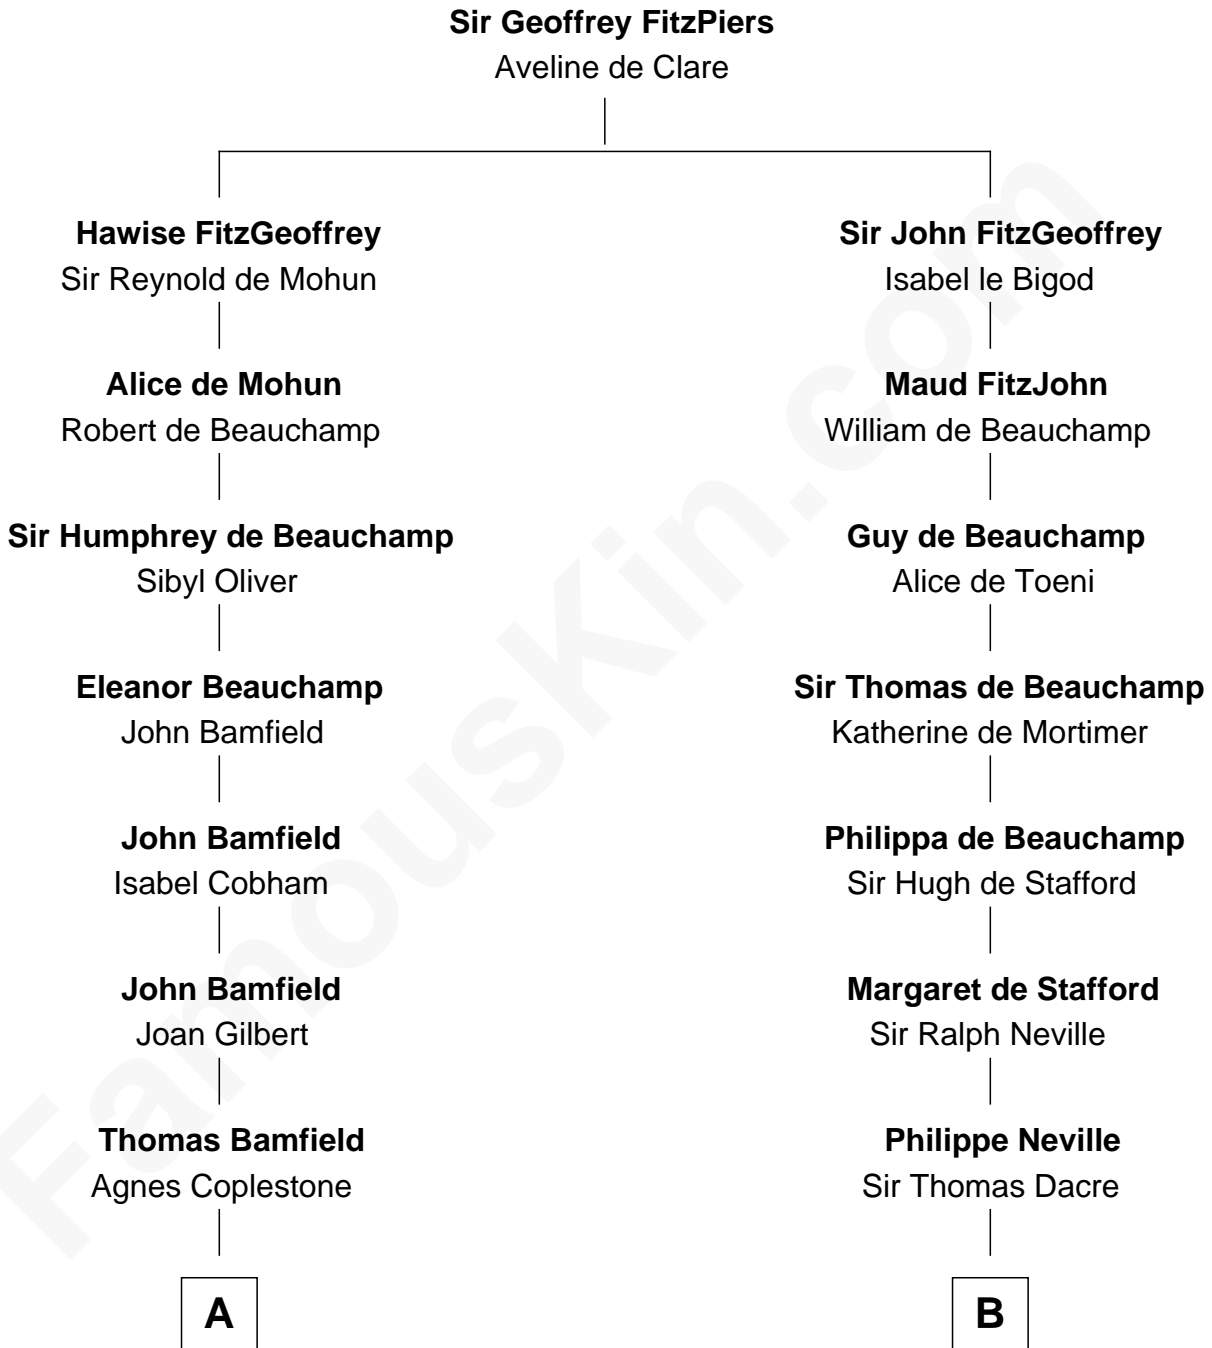 Sir Geoffrey FitzPiers
Aveline de Clare
Hawise FitzGeoffrey
Sir Reynold de Mohun
Alice de Mohun
Robert de Beauchamp
Sir Humphrey de Beauchamp
Sibyl Oliver
Eleanor Beauchamp
John Bamfield
John Bamfield
Isabel Cobham
John Bamfield
Joan Gilbert
Thomas Bamfield
Agnes Coplestone
A
Sir John FitzGeoffrey
Isabel le Bigod
Maud FitzJohn
William de Beauchamp
Guy de Beauchamp
Alice de Toeni
Sir Thomas de Beauchamp
Katherine de Mortimer
Philippa de Beauchamp
Sir Hugh de Stafford
Margaret de Stafford
Sir Ralph Neville
Philippe Neville
Sir Thomas Dacre
B
FamousKin.com